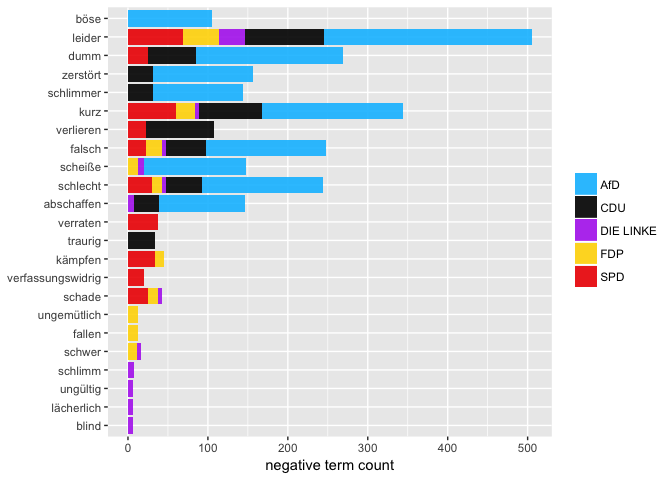 böse
leider
dumm
zerstört
schlimmer
kurz
verlieren
falsch
scheiße
schlecht
abschaffen
verraten
traurig
kämpfen
verfassungswidrig
schade
ungemütlich
fallen
schwer
schlimm
ungültig
lächerlich
blind
0 100 200 300 400 500
negative term count
AfD
CDU
DIE LINKE
FDP
SPD